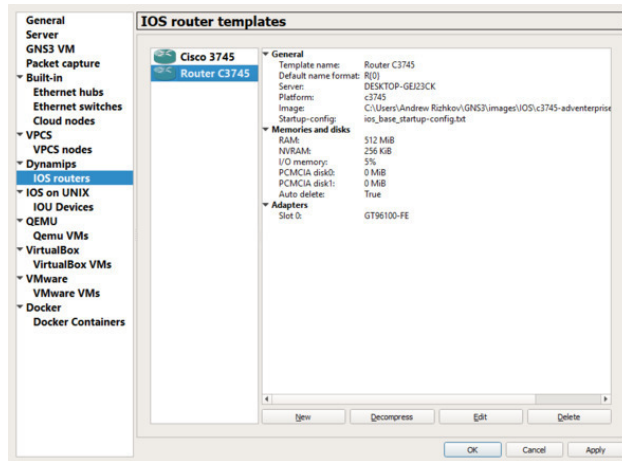 General
Server
GNS3 VM
Packet capture
Built-in
Ethernet hubs
Ethernet switches
Cloud nodes
VPCS
VPCS nodes
Dynamips
IOS routers
IOS on UNIX
IOU Devices
QEMU
Qemu VMs
VirtualBox
VirtualBox VMs
VMware
VMware VMs
Docker
Docker Containers
IOS router templates
Cisco 3745
Router C3745
General
Template name: Router C3745
Default name format: R{0}
Server: DESKTOP-GEJ23CK
Platform: c3745
Image: C:\Users\Andrew Rizhkov\GNS3\images\IOS\c3745-adventerprise
Startup-config: ios_base_startup-config.txt
Memories and disks
RAM: 512 MiB
NVRAM: 256 KiB
I/O memory: 5%
PCMCIA disk0: 0 MiB
PCMCIA disk1: 0 MiB
Auto delete: True
Adapters
Slot 0: GT96100-FE
New Decompress Edit Delete
OK Cancel Apply